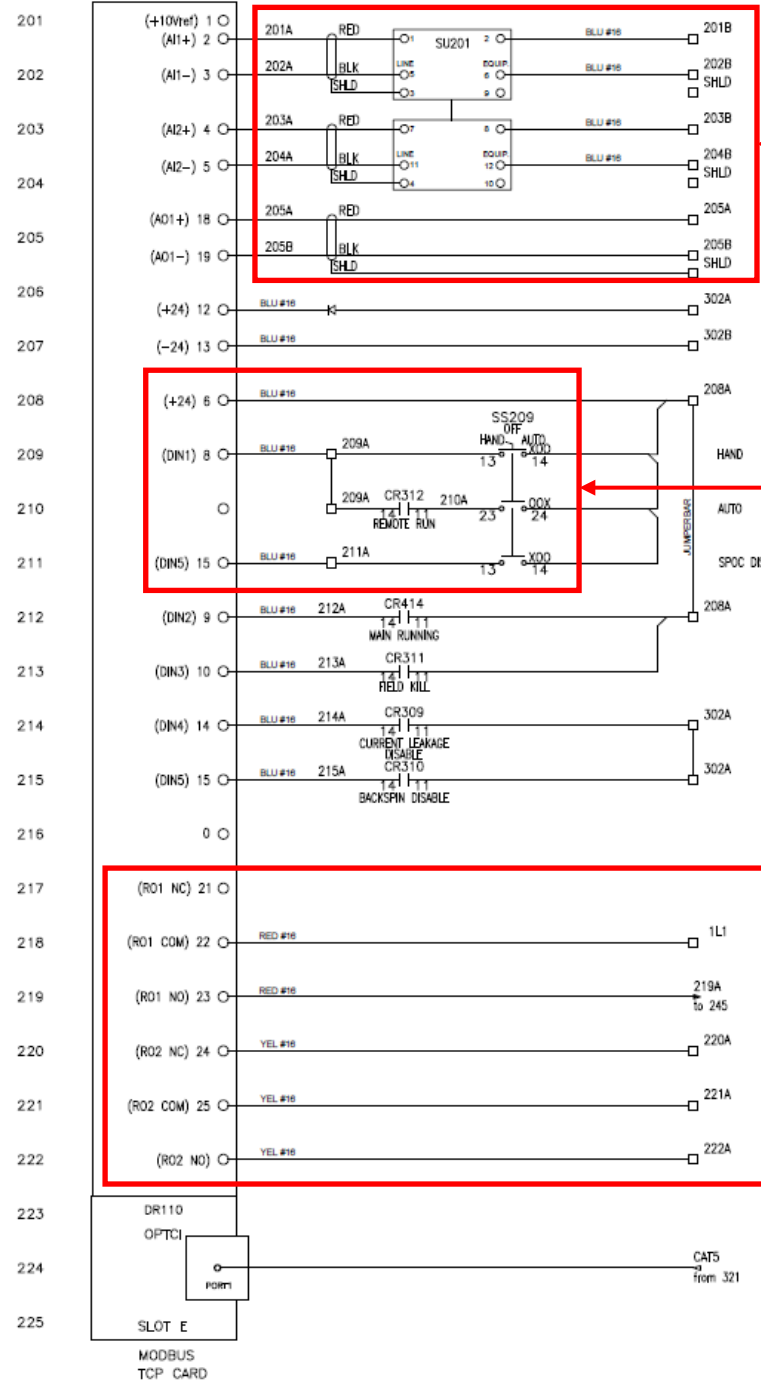 201 (+10Vref) 1
(AI1+) 2 201A RED 1 SU201 2 BLU #16 201B
202 (AI1-) 3 202A BLK LINE 5 EQUIP. 6 BLU #16 202B
SHLD 3 9 SHLD
203 (AI2+) 4 203A RED 7 8 BLU #16 203B
(AI2-) 5 204A BLK LINE 11 EQUIP. 12 BLU #16 204B
204 SHLD 4 10 SHLD
(AO1+) 18 205A RED 205A
205 (AO1-) 19 205B BLK 205B
SHLD SHLD
206 (+24) 12 BLU #16 302A
207 (-24) 13 BLU #16 302B
208 (+24) 6 BLU #16 208A
SS209
OFF
HAND AUTO
209 (DIN1) 8 BLU #16 209A XOO 13 14 HAND
210 209A CR312 14 11 210A OOX 23 24 AUTO
REMOTE RUN
JUMPERBAR
211 (DIN5) 15 BLU #16 211A XOO 13 14 SPOC DI
212 (DIN2) 9 BLU #16 212A CR414 14 11 208A
MAIN RUNNING
213 (DIN3) 10 BLU #16 213A CR311 14 11
FIELD KILL
214 (DIN4) 14 BLU #16 214A CR309 14 11 302A
CURRENT LEAKAGE
DISABLE
215 (DIN5) 15 BLU #16 215A CR310 14 11 302A
BACKSPIN DISABLE
216 0
217 (RO1 NC) 21
218 (RO1 COM) 22 RED #16 1L1
219 (RO1 NO) 23 RED #16 219A
to 245
220 (RO2 NC) 24 YEL #16 220A
221 (RO2 COM) 25 YEL #16 221A
222 (RO2 NO) YEL #16 222A
223 DR110
OPTCI
224 PORT1 CAT5
from 321
225 SLOT E
MODBUS
TCP CARD